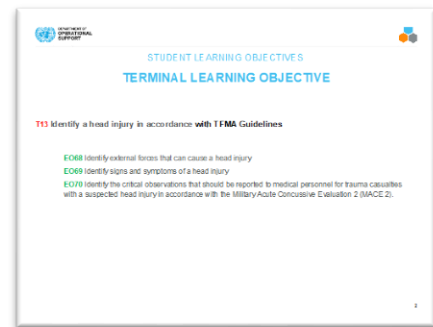 DEPARTMENT OF
OPERATIONAL
SUPPORT
STUDENT LEARNING OBJECTIVES
TERMINAL LEARNING OBJECTIVE
T13 Identify a head injury in accordance with TFMA Guidelines
EO68 Identify external forces that can cause a head injury
EO69 Identify signs and symptoms of a head injury
EO70 Identify the critical observations that should be reported to medical personnel for trauma casualties
with a suspected head injury in accordance with the Military Acute Concussive Evaluation 2 (MACE 2).
2